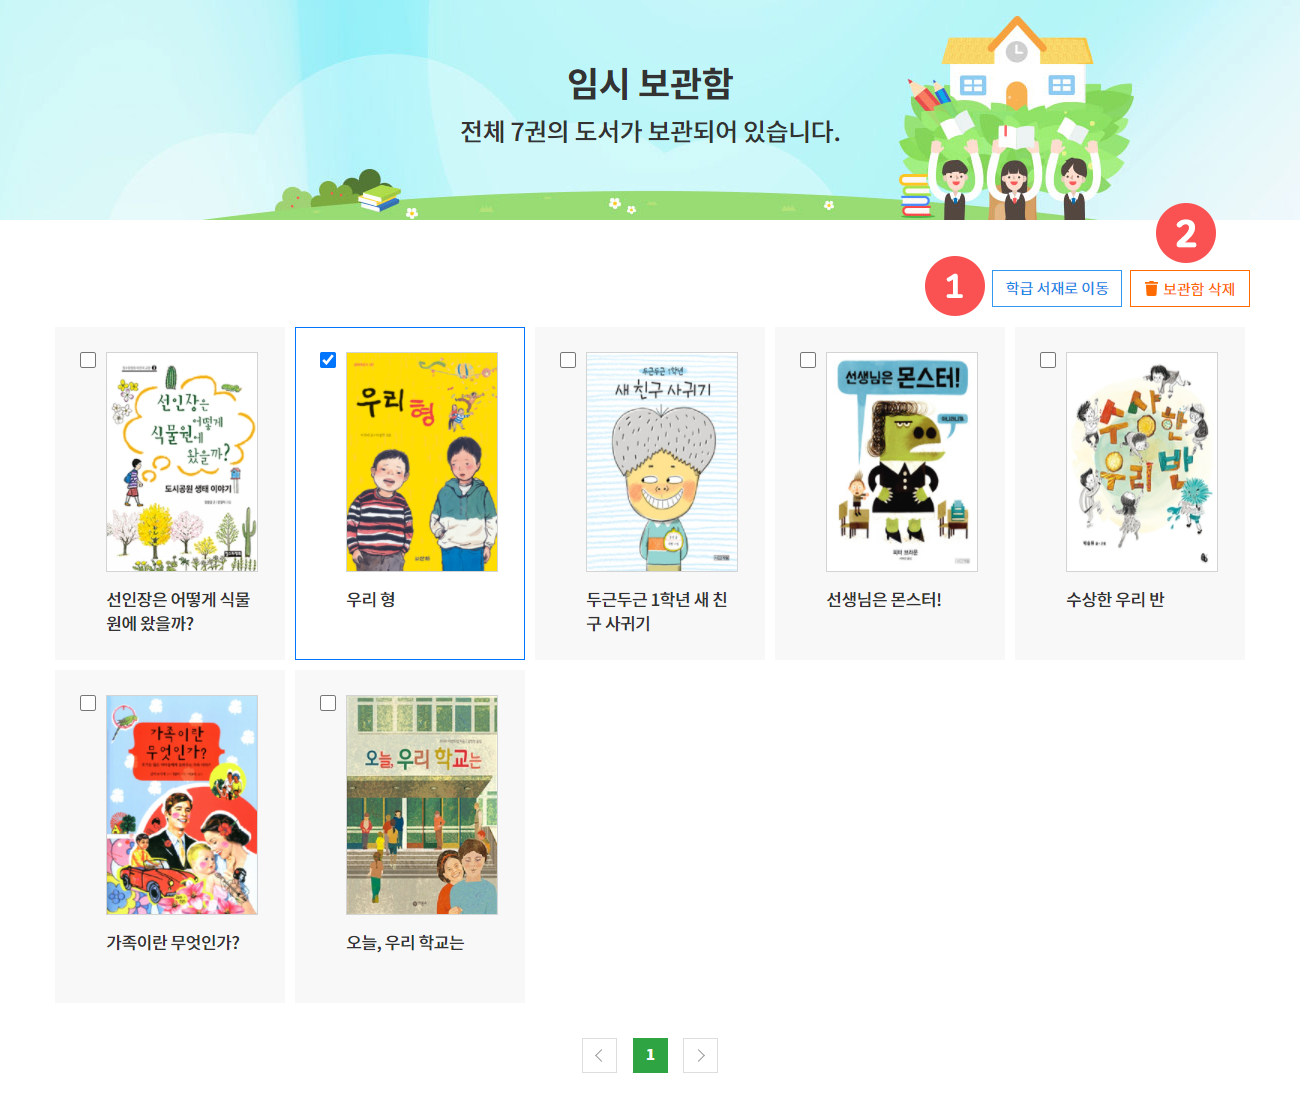 임시 보관함
전체 7권의 도서가 보관되어 있습니다.
2
1
학급 서재로 이동
보관함 삭제
선인장은
어떻게
식물원에
왔을까?
도시공원 생태 이야기
우리 형
두근두근 1학년
새 친구 사귀기
선생님은 몬스터!
피터 브라운
수상한
우리 반
선인장은 어떻게 식물
원에 왔을까?
우리 형
두근두근 1학년 새 친
구 사귀기
선생님은 몬스터!
수상한 우리 반
가족이란
무엇인가?
오늘, 우리 학교는
가족이란 무엇인가?
오늘, 우리 학교는
1